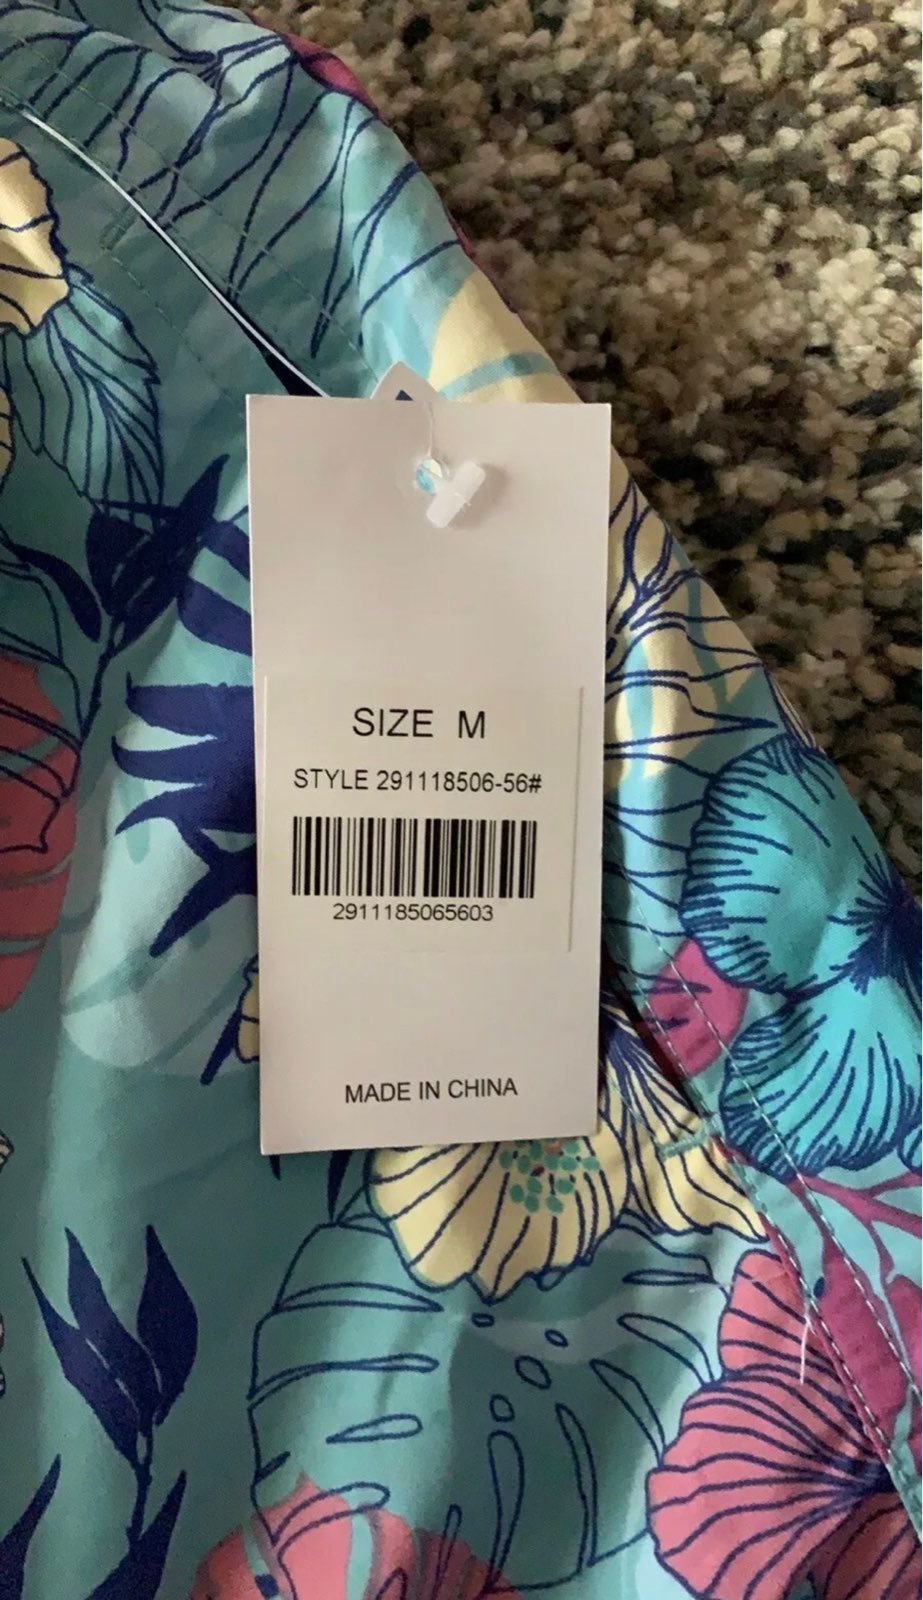 SIZE M
STYLE 291118506-56#
2911185065603
MADE IN CHINA